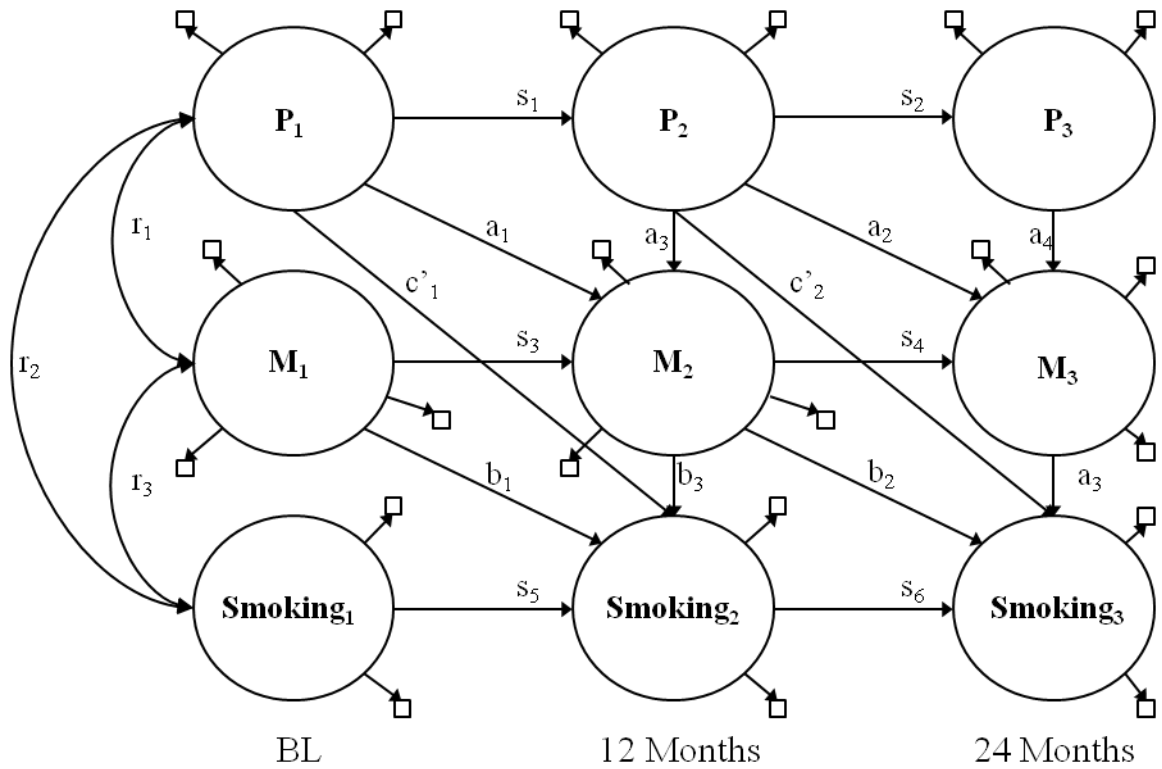 s₁ s₂
P₁ P₂ P₃
r₁ a₁ a₃ a₂ a₄
c’₁ c’₂
s₃ s₄
r₂ M₁ M₂ M₃
r₃ b₁ b₃ b₂ a₃
s₅ s₆
Smoking₁ Smoking₂ Smoking₃
BL 12 Months 24 Months